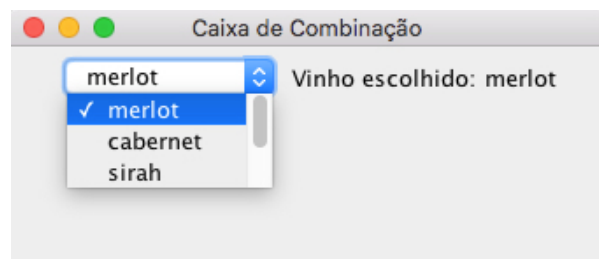 Caixa de Combinação
merlot Vinho escolhido: merlot
✓ merlot
cabernet
sirah